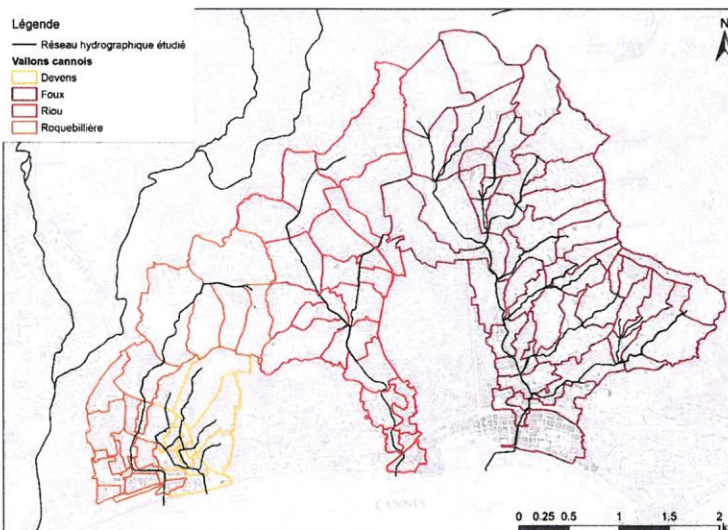 Légende
Réseau hydrographique étudié
Vallons cannois
Devens
Foux
Riou
Roquebillière
N
CANNES
0 0.25 0.5 1 1.5 2